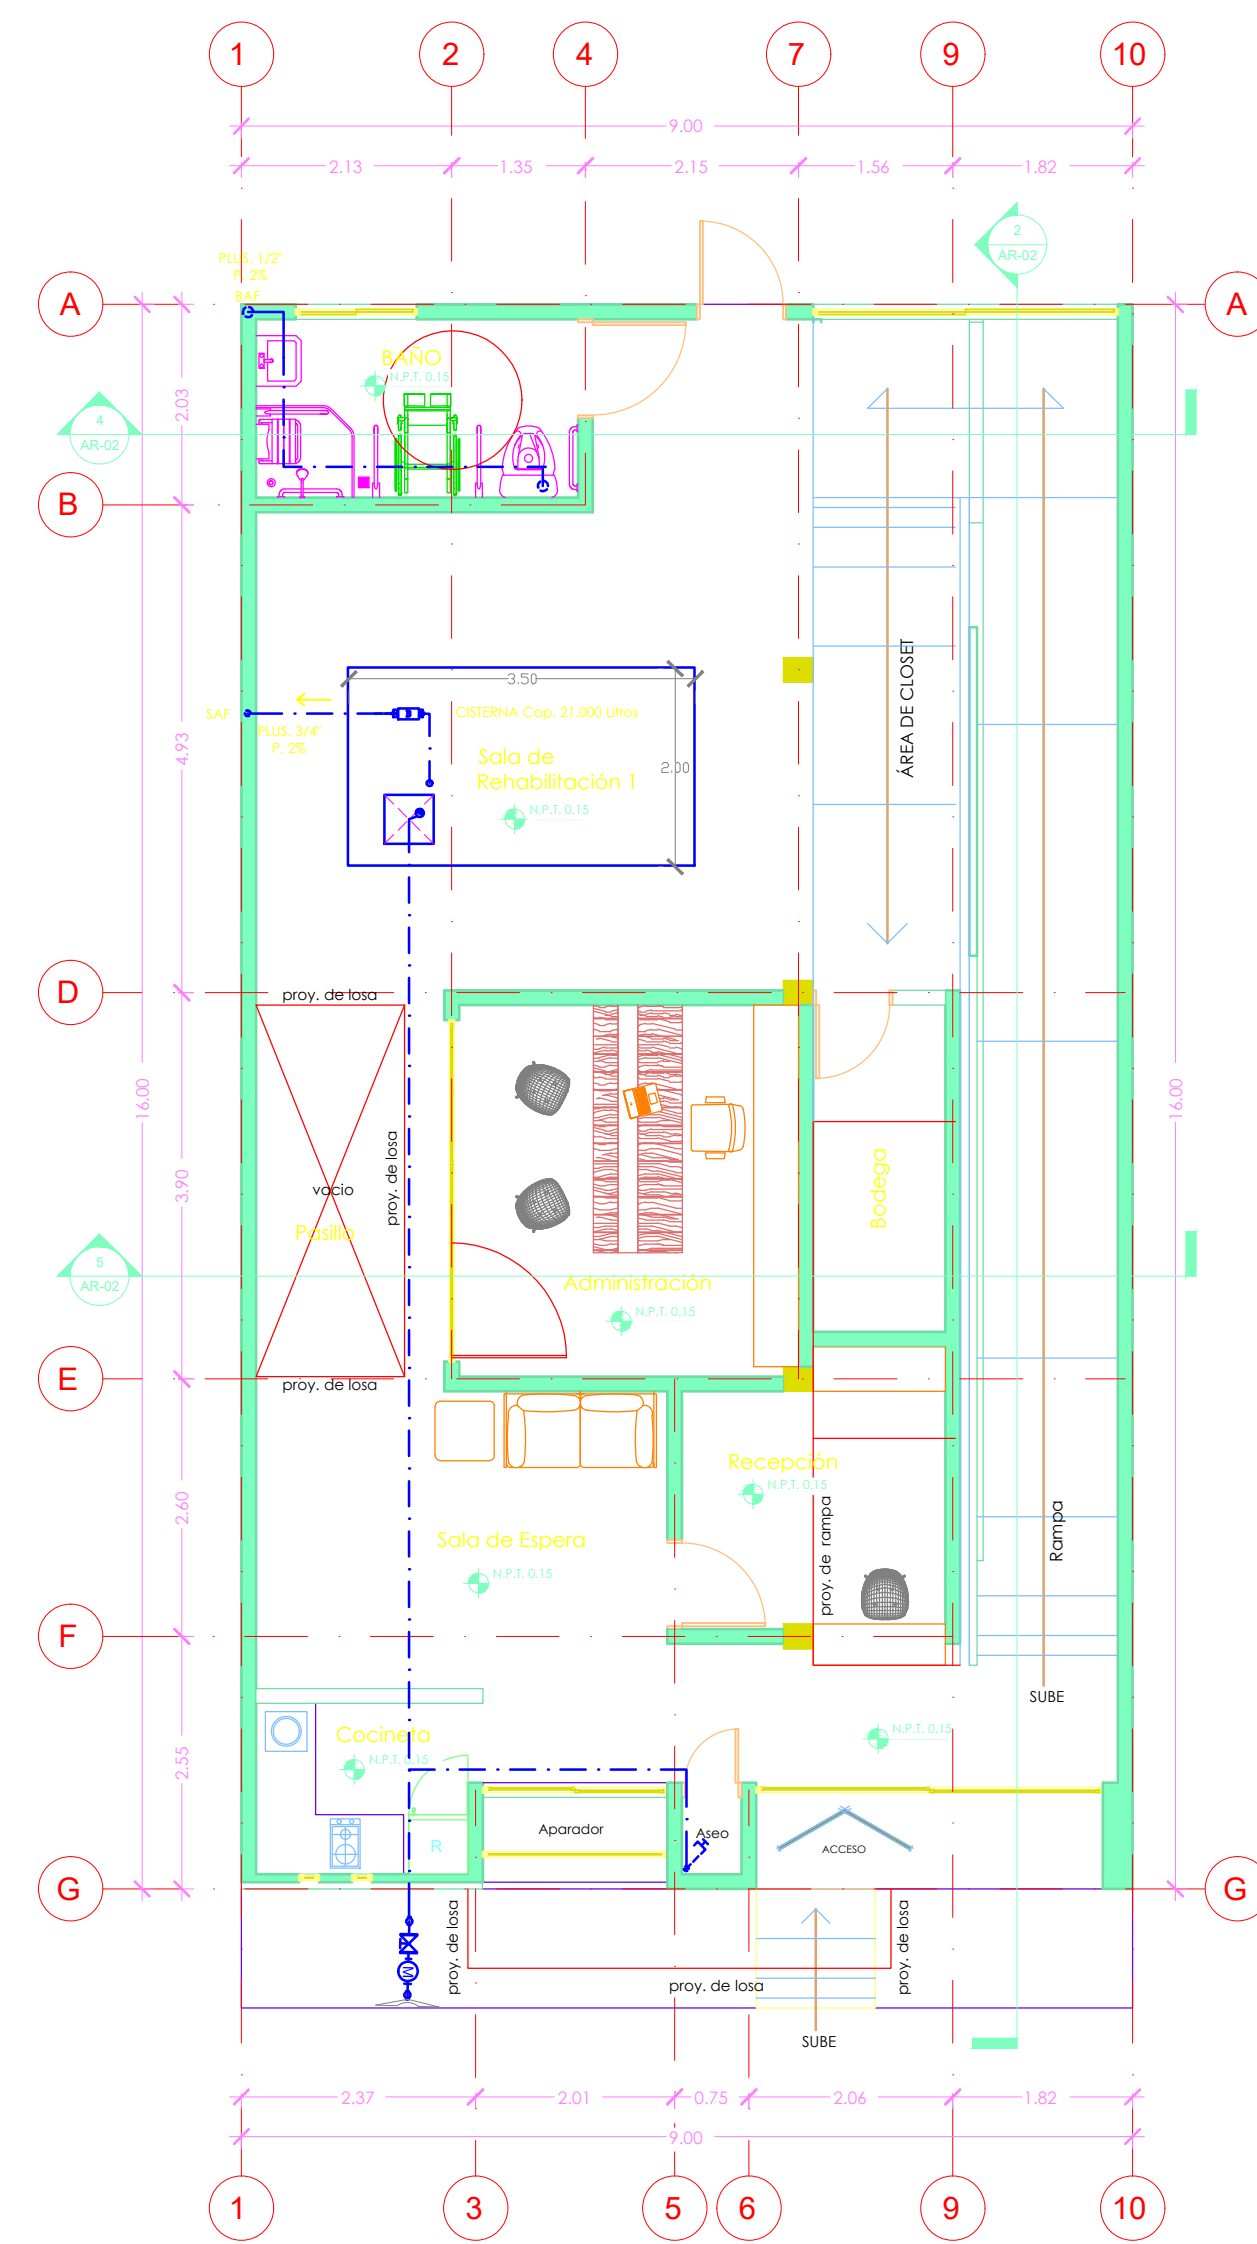 1
2
4
7
9
10
9.00
2.13
1.35
2.15
1.56
1.82
2
AR-02
PLUS. 1/2"
P. 2%
BAF
A
A
BAÑO
N.P.T. 0.15
2.03
4
AR-02
B
ÁREA DE CLOSET
3.50
SAF
CISTERNA Cap. 21.000 Litros
PLUS. 3/4"
P. 2%
4.93
Sala de
Rehabilitación 1
2.00
N.P.T. 0.15
D
proy. de losa
16.00
16.00
3.90
proy. de losa
vacio
Pasillo
Bodega
5
AR-02
Administración
N.P.T. 0.15
E
proy. de losa
Recepción
N.P.T. 0.15
2.60
Sala de Espera
N.P.T. 0.15
proy. de rampa
Rampa
F
SUBE
Cocineta
N.P.T. 0.15
N.P.T. 0.15
2.55
Aparador
Aseo
ACCESO
R
G
G
proy. de losa
M
proy. de losa
proy. de losa
SUBE
2.37
2.01
0.75
2.06
1.82
9.00
1
3
5
6
9
10